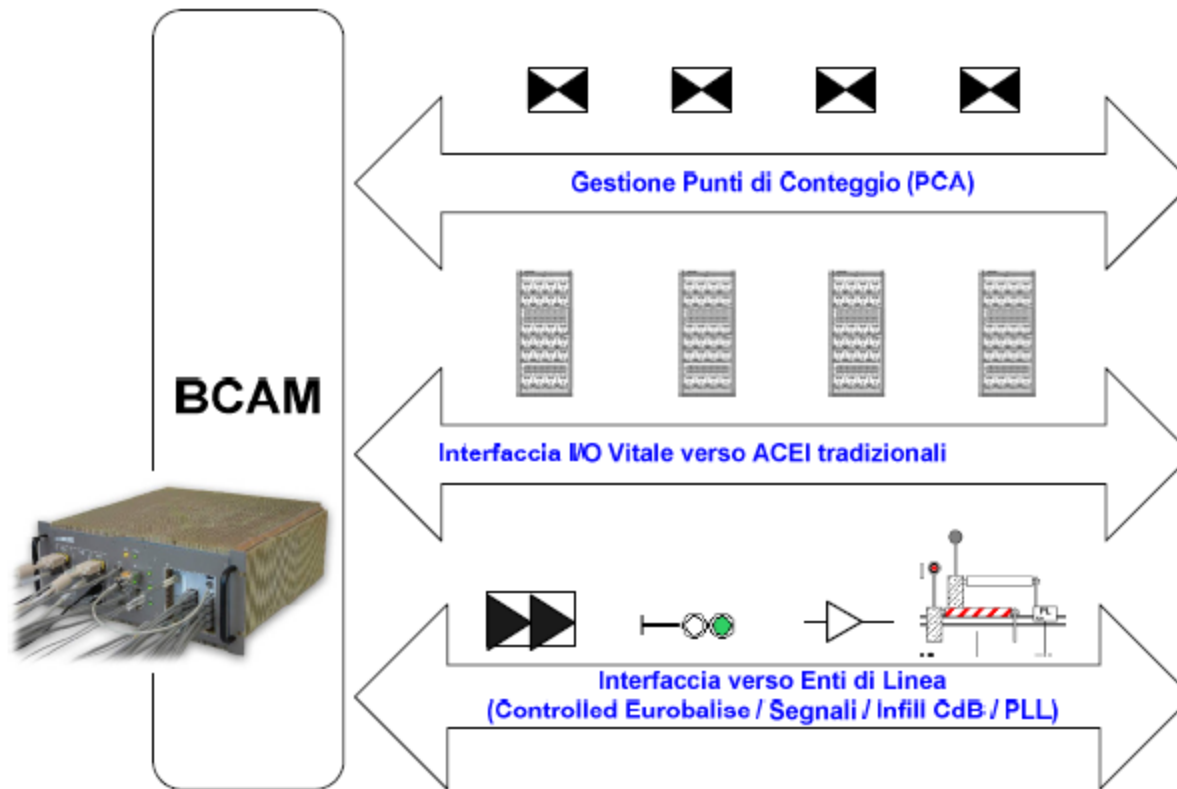 Gestione Punti di Conteggio (PCA)
BCAM
Interfaccia I/O Vitale verso ACEI tradizionali
PL
Interfaccia verso Enti di Linea
(Controlled Eurobalise / Segnali / Infill CdB / PLL)